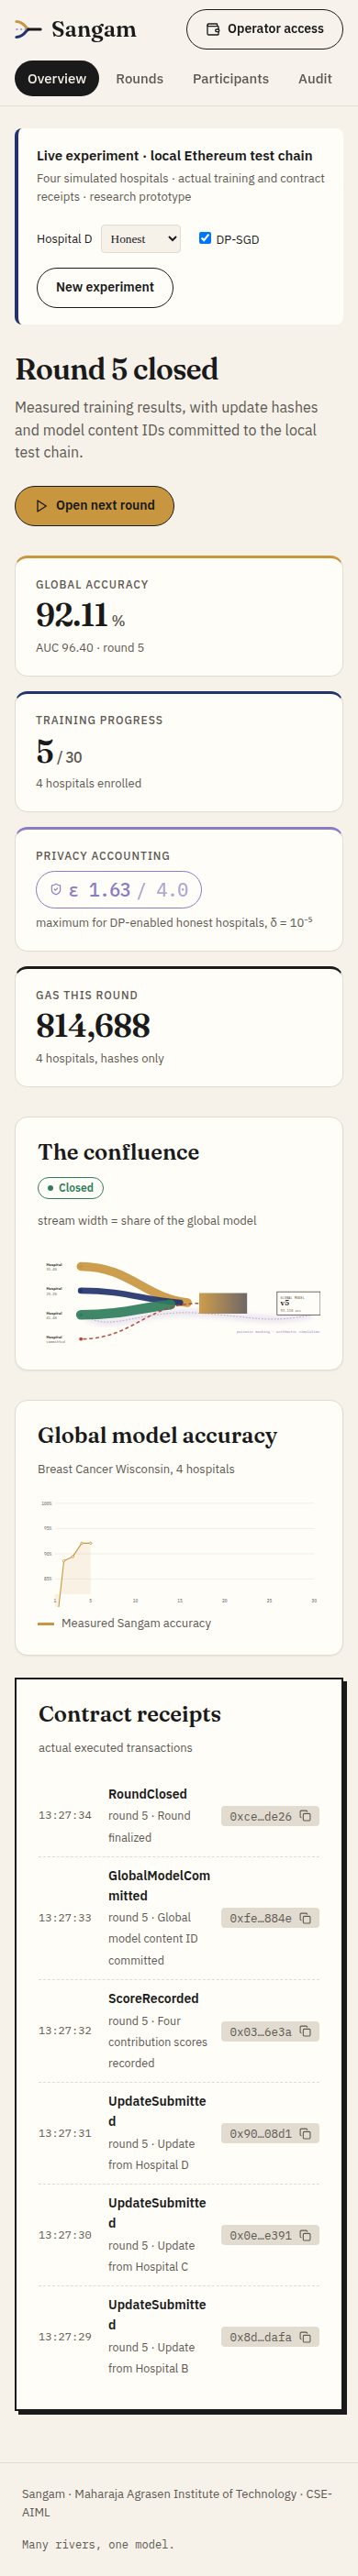 Sangam
Operator access
Overview Rounds Participants Audit
Live experiment · local Ethereum test chain
Four simulated hospitals · actual training and contract
receipts · research prototype
Hospital D Honest DP-SGD
New experiment
Round 5 closed
Measured training results, with update hashes
and model content IDs committed to the local
test chain.
Open next round
GLOBAL ACCURACY
92.11 %
AUC 96.40 · round 5
TRAINING PROGRESS
5 / 30
4 hospitals enrolled
PRIVACY ACCOUNTING
ε 1.63 / 4.0
maximum for DP-enabled honest hospitals, δ = 10⁻⁵
GAS THIS ROUND
814,688
4 hospitals, hashes only
The confluence
Closed
stream width = share of the global model
Hospital
Hospital
Hospital
Hospital
GLOBAL MODEL
v5
Global model accuracy
Breast Cancer Wisconsin, 4 hospitals
1 5 10 15 20 25 30
Measured Sangam accuracy
Contract receipts
actual executed transactions
13:27:34 RoundClosed
round 5 · Round
finalized
0xce…de26
13:27:33 GlobalModelCom
mitted
round 5 · Global
model content ID
committed
0xfe…884e
13:27:32 ScoreRecorded
round 5 · Four
contribution scores
recorded
0x03…6e3a
13:27:31 UpdateSubmitte
d
round 5 · Update
from Hospital D
0x90…08d1
13:27:30 UpdateSubmitte
d
round 5 · Update
from Hospital C
0x0e…e391
13:27:29 UpdateSubmitte
d
round 5 · Update
from Hospital B
0x8d…dafa
Sangam · Maharaja Agrasen Institute of Technology · CSE-
AIML
Many rivers, one model.